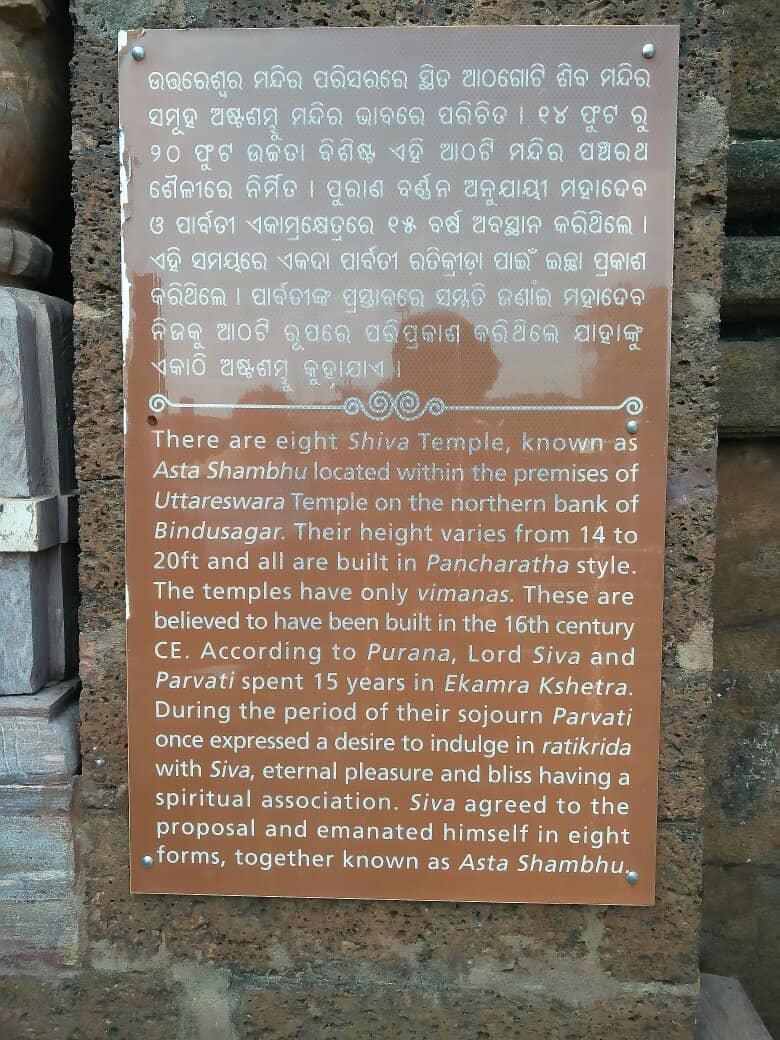 ଉତ୍ତରେଶ୍ୱର ମନ୍ଦିର ପରିସରରେ ସ୍ଥିତ ଆଠଗୋଟି ଶିବ ମନ୍ଦିର
ସମୂହ ଅଷ୍ଟଶମ୍ଭୁ ମନ୍ଦିର ଭାବରେ ପରିଚିତ । ୧୪ ଫୁଟ ରୁ
୨୦ ଫୁଟ ଉଚ୍ଚତା ବିଶିଷ୍ଟ ଏହି ଆଠଟି ମନ୍ଦିର ପଞ୍ଚରଥ
ଶୈଳୀରେ ନିର୍ମିତ । ପୁରାଣ ବର୍ଣ୍ଣନ ଅନୁଯାୟୀ ମହାଦେବ
ଓ ପାର୍ବତୀ ଏକାମ୍ରକ୍ଷେତ୍ରରେ ୧୫ ବର୍ଷ ଅବସ୍ଥାନ କରିଥିଲେ ।
ଏହି ସମୟରେ ଏକଦା ପାର୍ବତୀ ରତିକ୍ରୀଡ଼ା ପାଇଁ ଇଚ୍ଛା ପ୍ରକାଶ
କରିଥିଲେ । ପାର୍ବତୀଙ୍କ ପ୍ରସ୍ତାବରେ ସମ୍ମତି ଜଣାଇ ମହାଦେବ
ନିଜକୁ ଆଠଟି ରୂପରେ ପରିପ୍ରକାଶ କରିଥିଲେ ଯାହାଙ୍କୁ
ଏକାଠି ଅଷ୍ଟଶମ୍ଭୁ କୁହାଯାଏ ।
There are eight Shiva Temple, known as
Asta Shambhu located within the premises of
Uttareswara Temple on the northern bank of
Bindusagar. Their height varies from 14 to
20ft and all are built in Pancharatha style.
The temples have only vimanas. These are
believed to have been built in the 16th century
CE. According to Purana, Lord Siva and
Parvati spent 15 years in Ekamra Kshetra.
During the period of their sojourn Parvati
once expressed a desire to indulge in ratikrida
with Siva, eternal pleasure and bliss having a
spiritual association. Siva agreed to the
proposal and emanated himself in eight
forms, together known as Asta Shambhu.